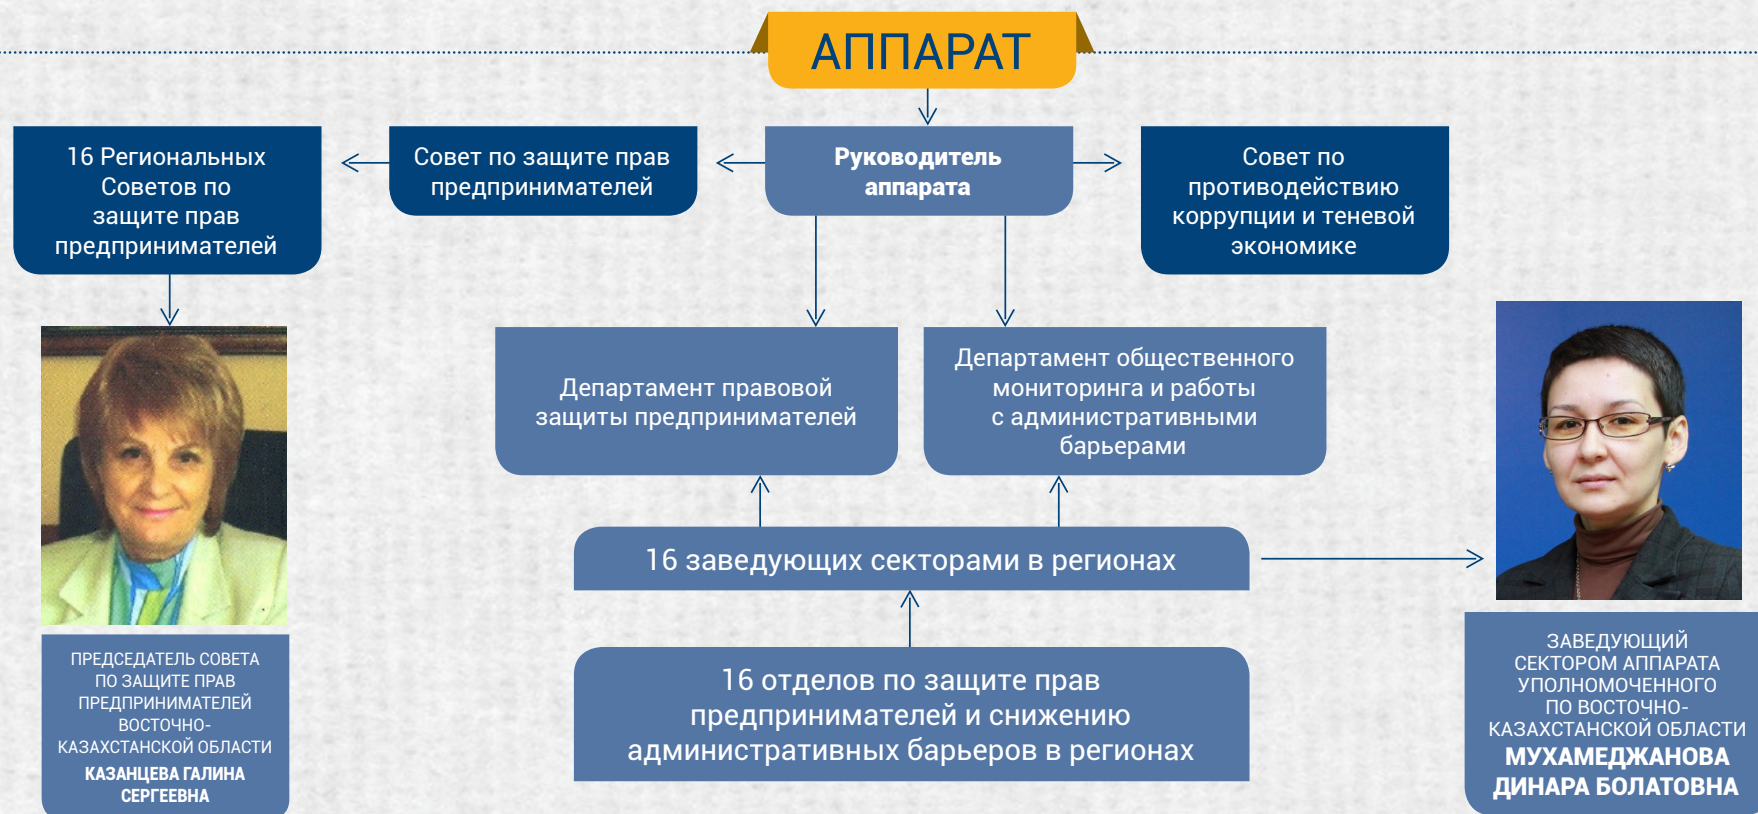 АППАРАТ
16 Региональных
Советов по
защите прав
предпринимателей
Совет по защите прав
предпринимателей
Руководитель
аппарата
Совет по
противодействию
коррупции и теневой
экономике
Департамент правовой
защиты предпринимателей
Департамент общественного
мониторинга и работы
с административными
барьерами
16 заведующих секторами в регионах
16 отделов по защите прав
предпринимателей и снижению
административных барьеров в регионах
ПРЕДСЕДАТЕЛЬ СОВЕТА
ПО ЗАЩИТЕ ПРАВ
ПРЕДПРИНИМАТЕЛЕЙ
ВОСТОЧНО-
КАЗАХСТАНСКОЙ ОБЛАСТИ
КАЗАНЦЕВА ГАЛИНА
СЕРГЕЕВНА
ЗАВЕДУЮЩИЙ
СЕКТОРОМ АППАРАТА
УПОЛНОМОЧЕННОГО
ПО ВОСТОЧНО-
КАЗАХСТАНСКОЙ ОБЛАСТИ
МУХАМЕДЖАНОВА
ДИНАРА БОЛАТОВНА